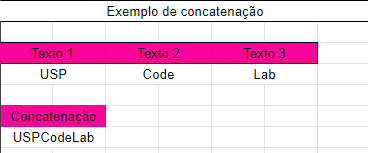 Exemplo de concatenação
Texto 1 Texto 2 Texto 3
USP Code Lab
Concatenação
USPCodeLab